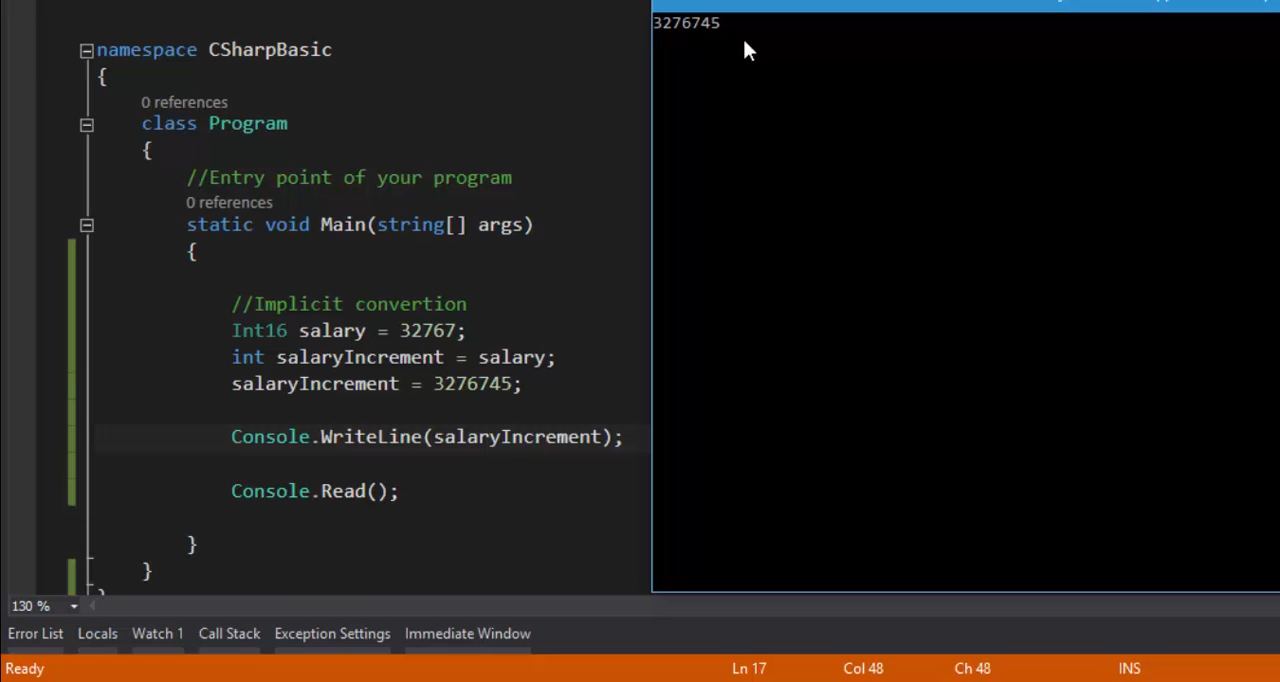 namespace CSharpBasic
{
0 references
class Program
{
//Entry point of your program
0 references
static void Main(string[] args)
{
//Implicit convertion
Int16 salary = 32767;
int salaryIncrement = salary;
salaryIncrement = 3276745;
Console.WriteLine(salaryIncrement);
Console.Read();
}
}
3276745
130 %
Error List Locals Watch 1 Call Stack Exception Settings Immediate Window
Ready Ln 17 Col 48 Ch 48 INS